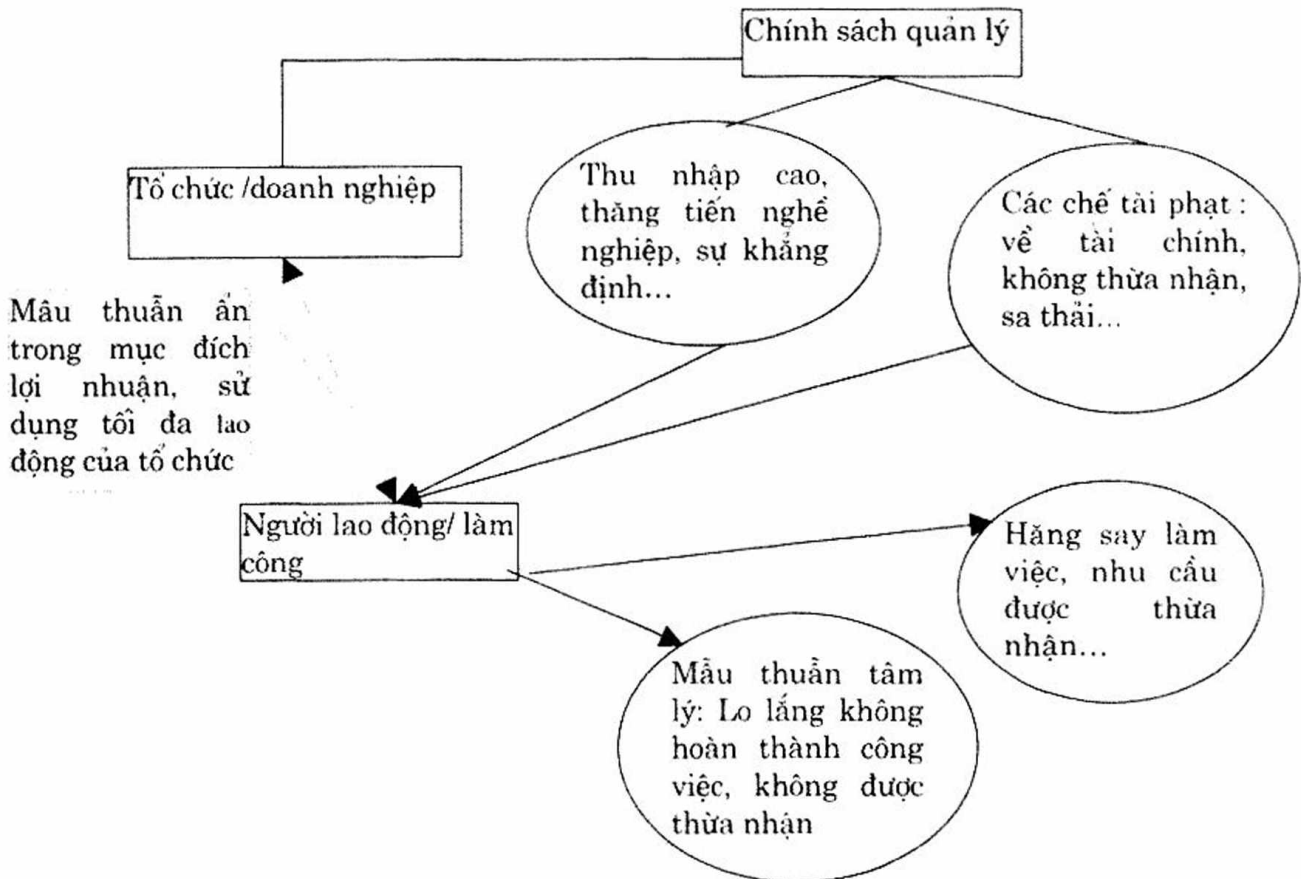 Chính sách quản lý
Tổ chức /doanh nghiệp
Thu nhập cao,
thăng tiến nghề
nghiệp, sự khẳng
định...
Các chế tài phạt :
về tài chính,
không thừa nhận,
sa thải...
Mâu thuẫn ẩn
trong mục đích
lợi nhuận, sử
dụng tối đa lao
động của tổ chức
Người lao động/ làm
công
Hăng say làm
việc, nhu cầu
được thừa
nhận...
Mẫu thuẫn tâm
lý: Lo lắng không
hoàn thành công
việc, không được
thừa nhận